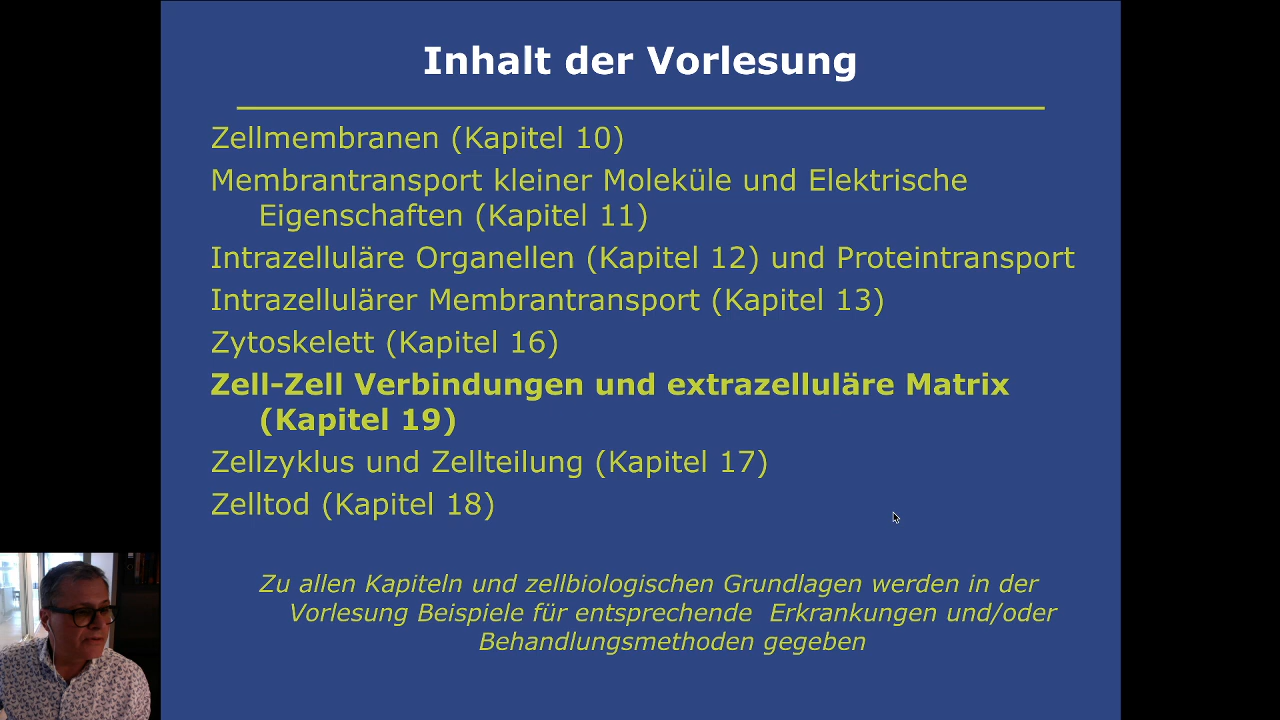 Inhalt der Vorlesung
Zellmembranen (Kapitel 10)
Membrantransport kleiner Moleküle und Elektrische
Eigenschaften (Kapitel 11)
Intrazelluläre Organellen (Kapitel 12) und Proteintransport
Intrazellulärer Membrantransport (Kapitel 13)
Zytoskelett (Kapitel 16)
Zell-Zell Verbindungen und extrazelluläre Matrix
(Kapitel 19)
Zellzyklus und Zellteilung (Kapitel 17)
Zelltod (Kapitel 18)
Zu allen Kapiteln und zellbiologischen Grundlagen werden in der
Vorlesung Beispiele für entsprechende Erkrankungen und/oder
Behandlungsmethoden gegeben